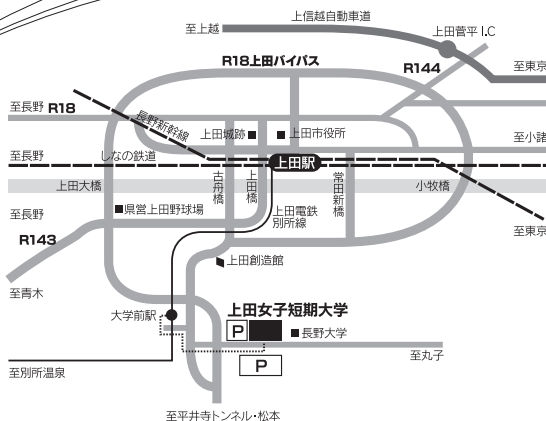 上信越自動車道
至上越
上田菅平 I.C
R18上田バイパス
R144
至東京
至長野 R18
長野新幹線
上田城跡
上田市役所
至小諸
至長野
しなの鉄道
上田駅
上田大橋
古舟橋
上田橋
常田新橋
小牧橋
県営上田野球場
至長野
上田電鉄
別所線
至東京
R143
上田創造館
至青木
大学前駅
上田女子短期大学
P
長野大学
至丸子
P
至別所温泉
至平井寺トンネル・松本